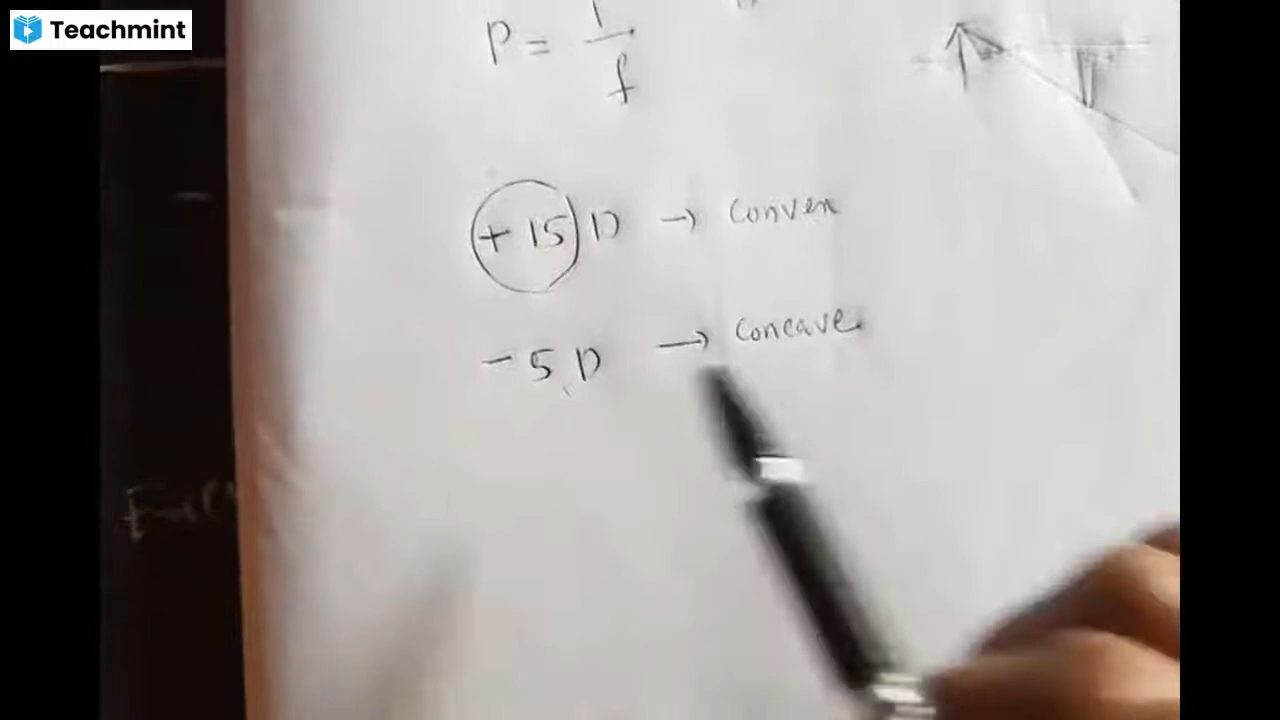 Teachmint
P = 1/f
+ 15 D → Convex
- 5 D → Concave